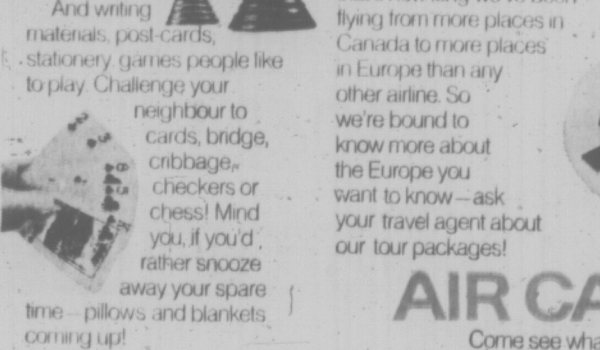 And writing
materials, post-cards,
stationery, games people like
to play. Challenge your
neighbour to
cards, bridge,
cribbage,
checkers or
chess! Mind
you, if you'd
rather snooze
away your spare
time – pillows and blankets
coming up!
flying from more places in
Canada to more places
in Europe than any
other airline. So
we're bound to
know more about
the Europe you
want to know – ask
your travel agent about
our tour packages!
AIR CA
Come see wha